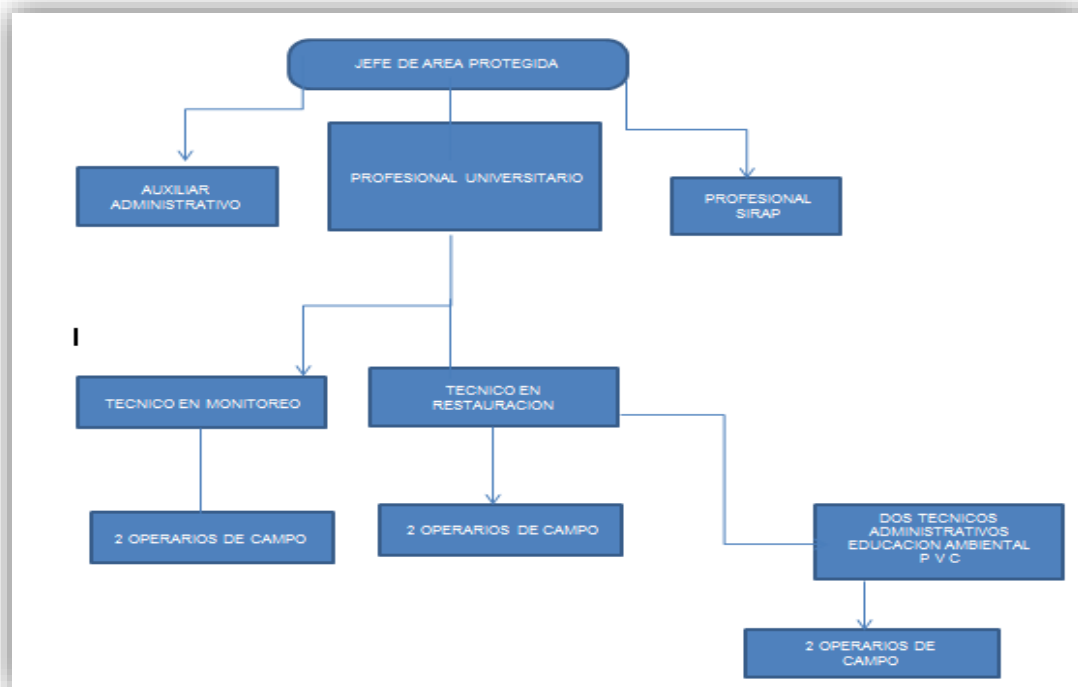 JEFE DE AREA PROTEGIDA
AUXILIAR
ADMINISTRATIVO
PROFESIONAL UNIVERSITARIO
PROFESIONAL
SIRAP
I
TECNICO EN MONITOREO
TECNICO EN
RESTAURACION
2 OPERARIOS DE CAMPO
2 OPERARIOS DE CAMPO
DOS TECNICOS
ADMINISTRATIVOS
EDUCACION AMBIENTAL
P V C
2 OPERARIOS DE
CAMPO